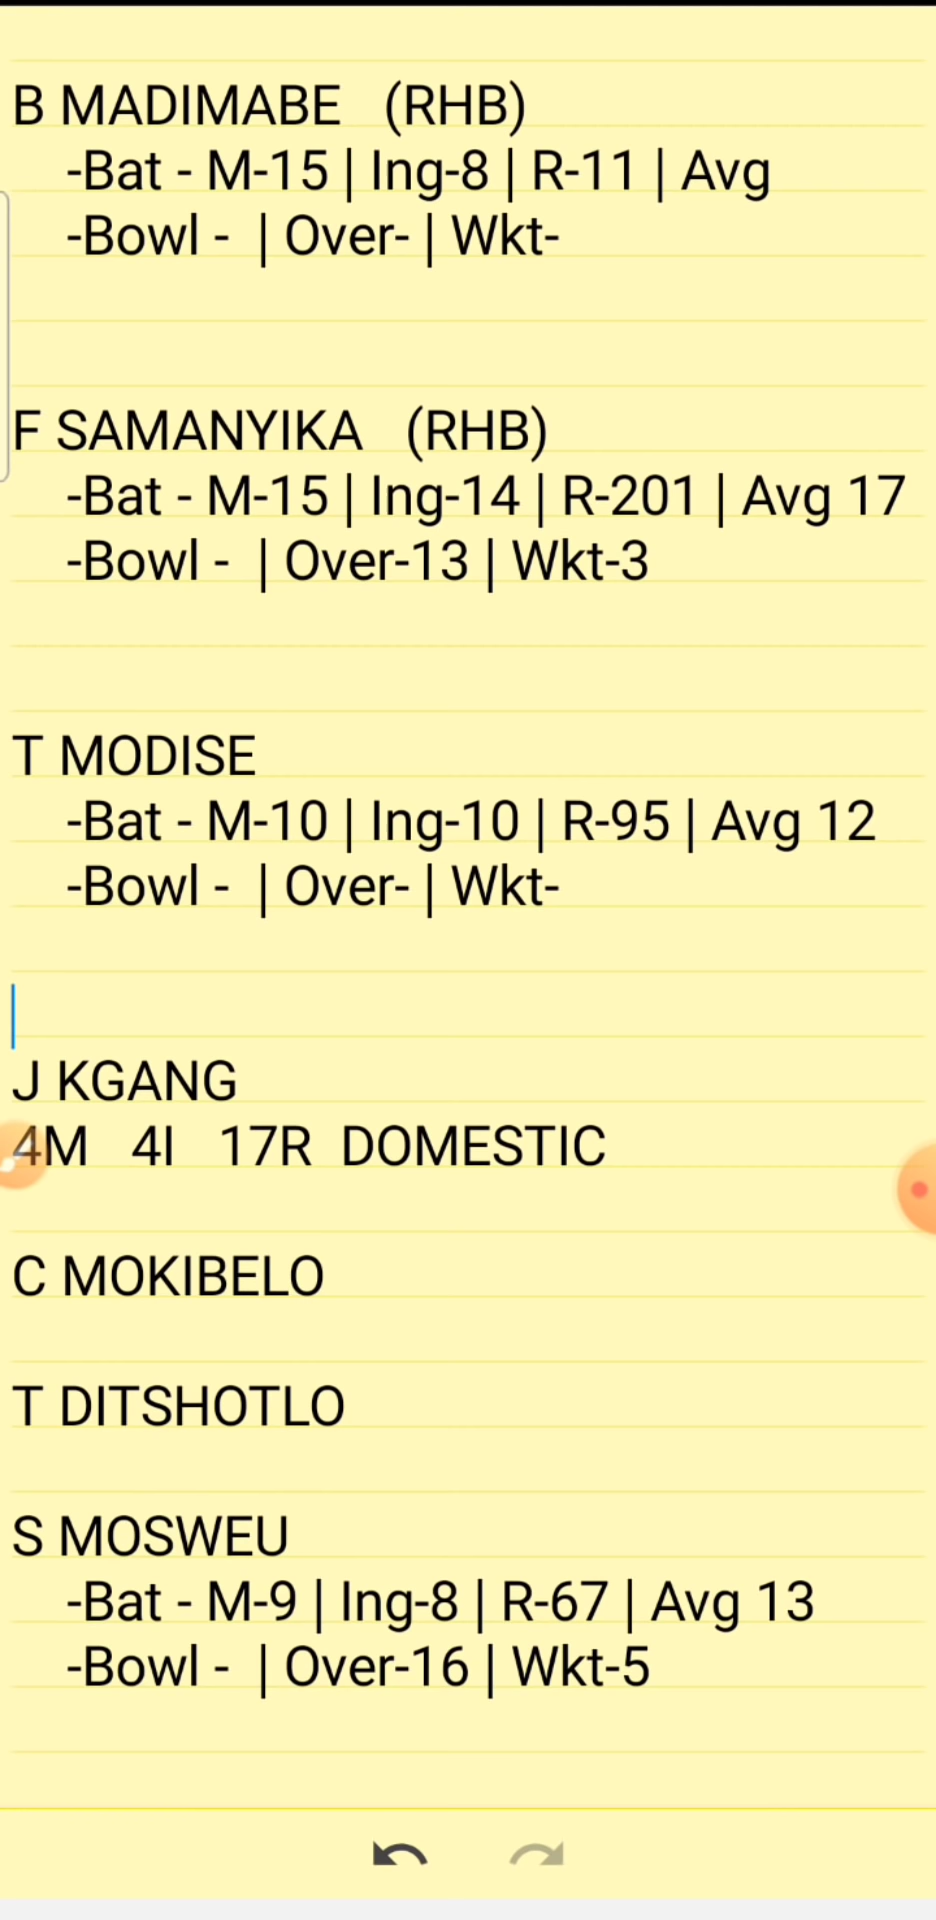 B MADIMABE (RHB)
-Bat - M-15 | Ing-8 | R-11 | Avg
-Bowl - | Over- | Wkt-
F SAMANYIKA (RHB)
-Bat - M-15 | Ing-14 | R-201 | Avg 17
-Bowl - | Over-13 | Wkt-3
T MODISE
-Bat - M-10 | Ing-10 | R-95 | Avg 12
-Bowl - | Over- | Wkt-
J KGANG
4M 4I 17R DOMESTIC
C MOKIBELO
T DITSHOTLO
S MOSWEU
-Bat - M-9 | Ing-8 | R-67 | Avg 13
-Bowl - | Over-16 | Wkt-5